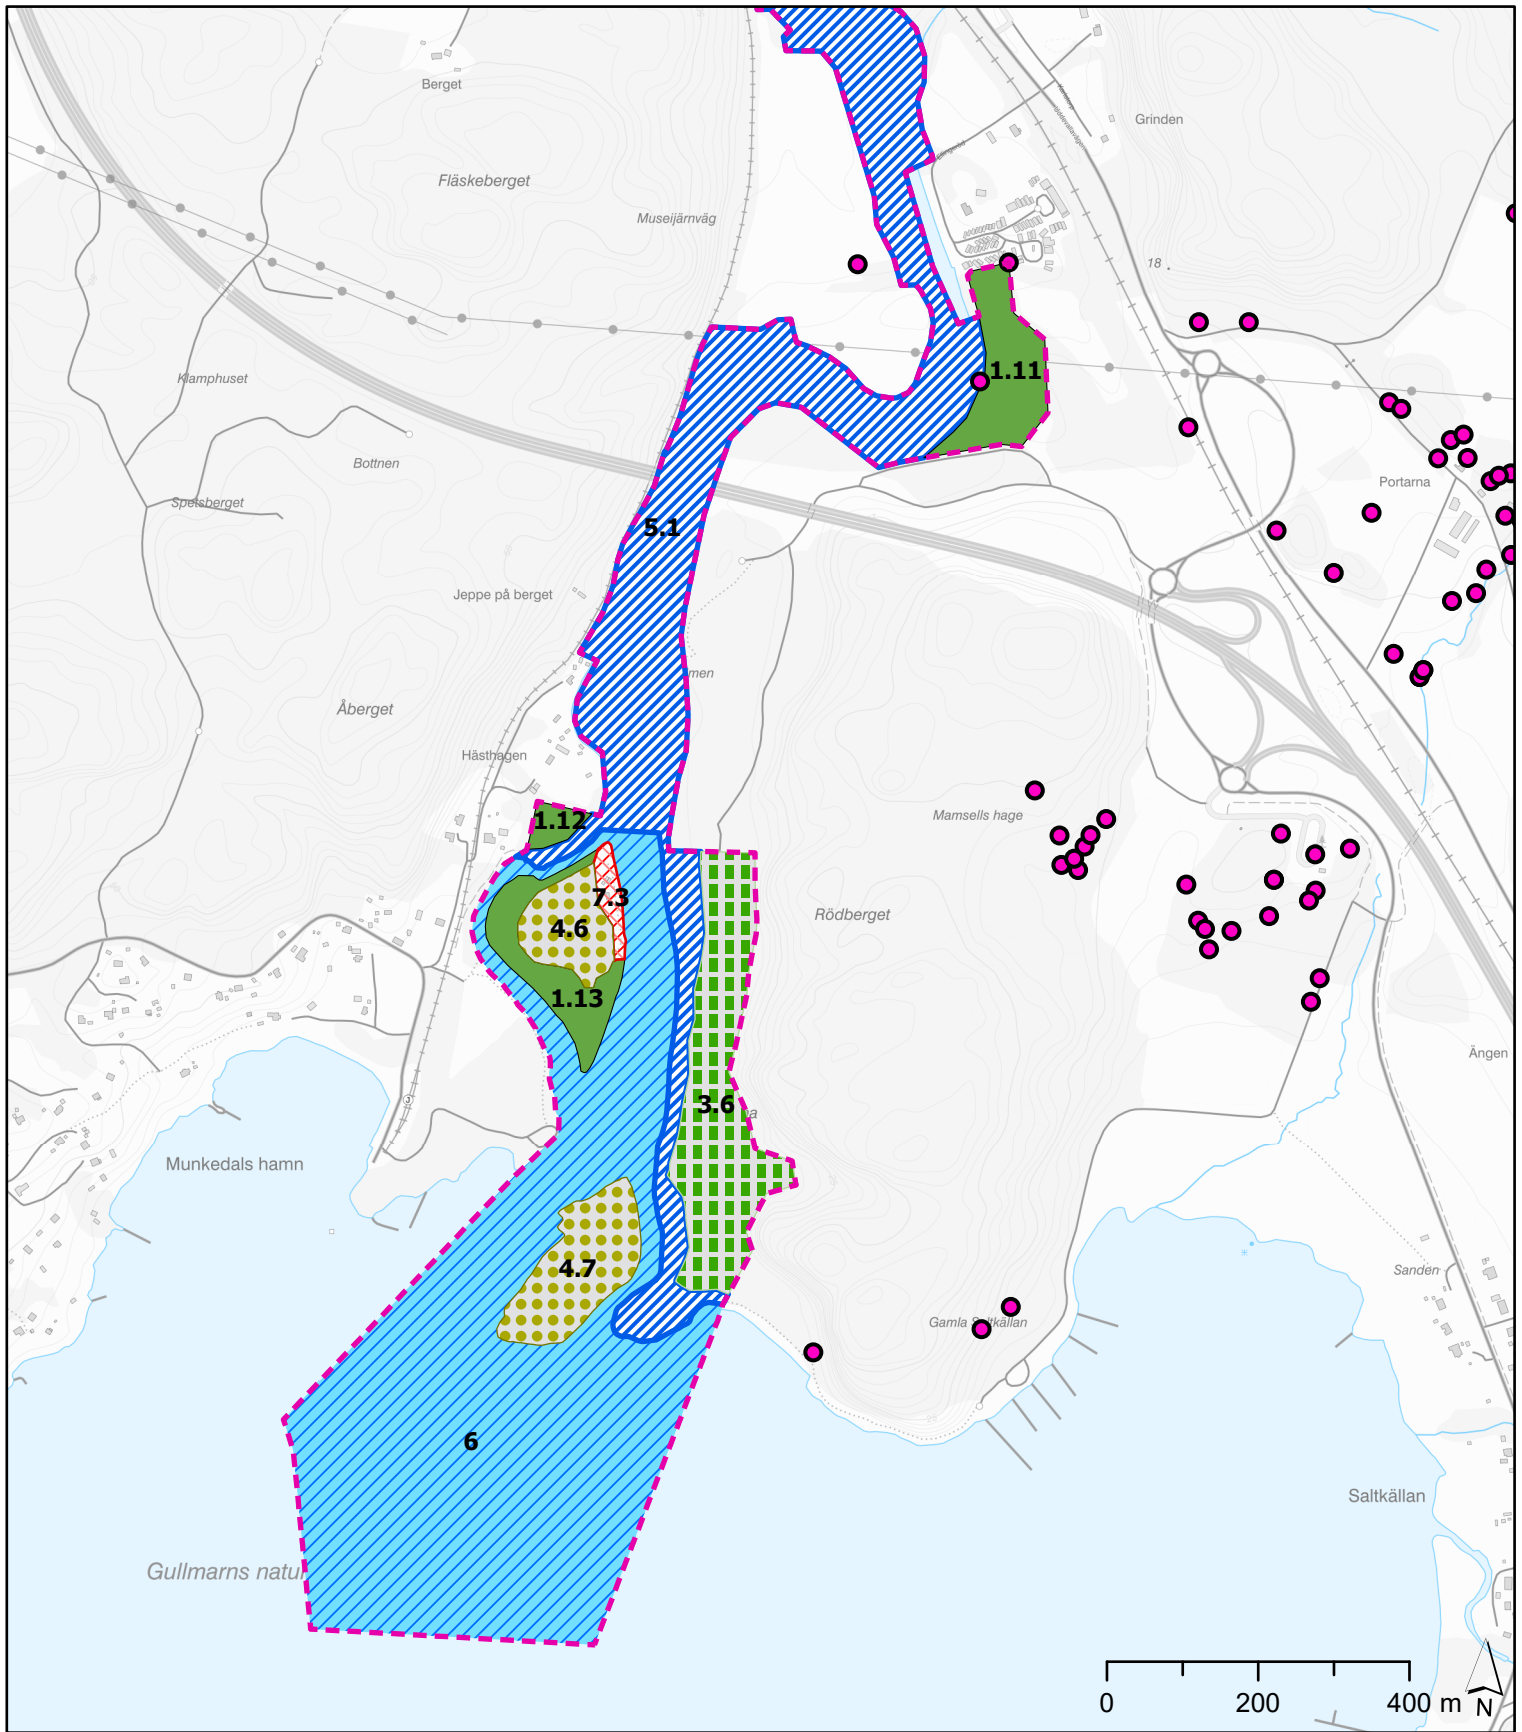 Berget
Grinden
Fläskeberget
Museijärnväg
18
1.11
Klamphuset
Bottnen
Spetsberget
Portarna
5.1
Jeppe på berget
men
Åberget
Hästhagen
1.12
Mamsells hage
7.3
4.6
Rödberget
1.13
Ängen
3.6
Munkedals hamn
4.7
Sanden
Gamla Saltkällan
6
Saltkällan
Gullmarns natur
0
200
400 m
N